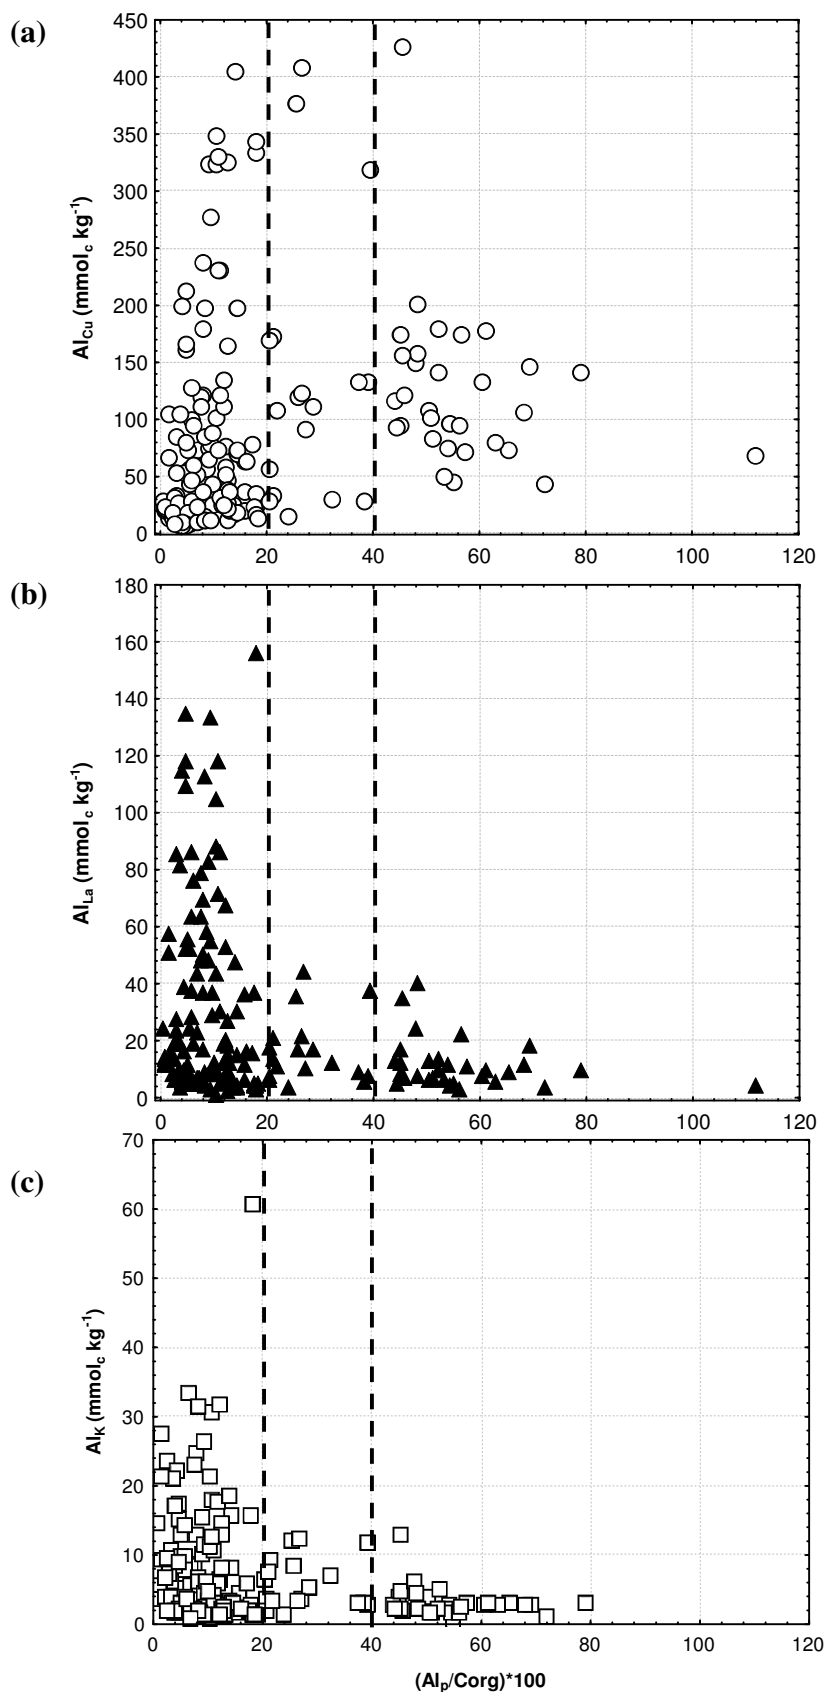 (a)
450
400
350
300
250
200
150
100
50
0
Al_Cu (mmol_c kg⁻¹)
0 20 40 60 80 100 120
(b)
180
160
140
120
100
80
60
40
20
0
Al_La (mmol_c kg⁻¹)
0 20 40 60 80 100 120
(c)
70
60
50
40
30
20
10
0
Al_K (mmol_c kg⁻¹)
0 20 40 60 80 100 120
(Al_p/Corg)*100